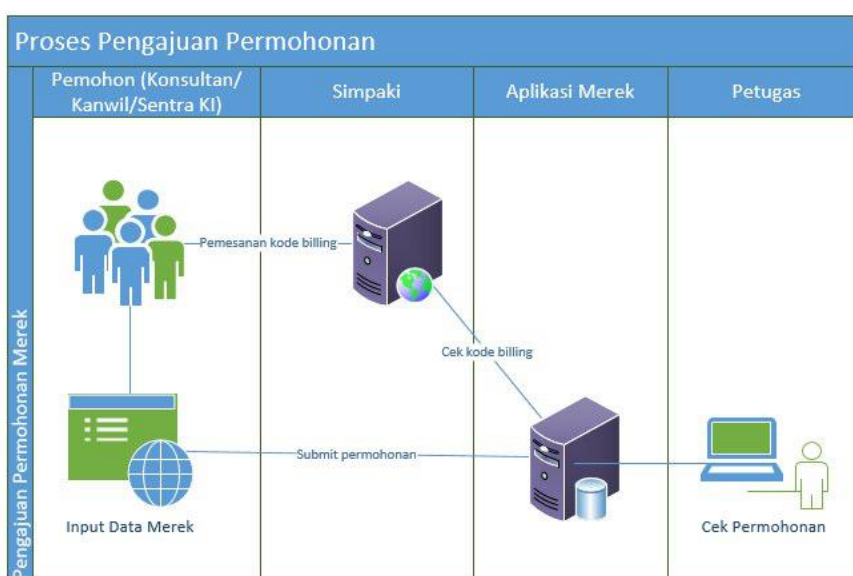 Proses Pengajuan Permohonan
Pengajuan Permohonan Merek
Pemohon (Konsultan/
Kanwil/Sentra KI)
Simpaki
Aplikasi Merek
Petugas
Pemesanan kode billing
Cek kode billing
Submit permohonan
Input Data Merek
Cek Permohonan